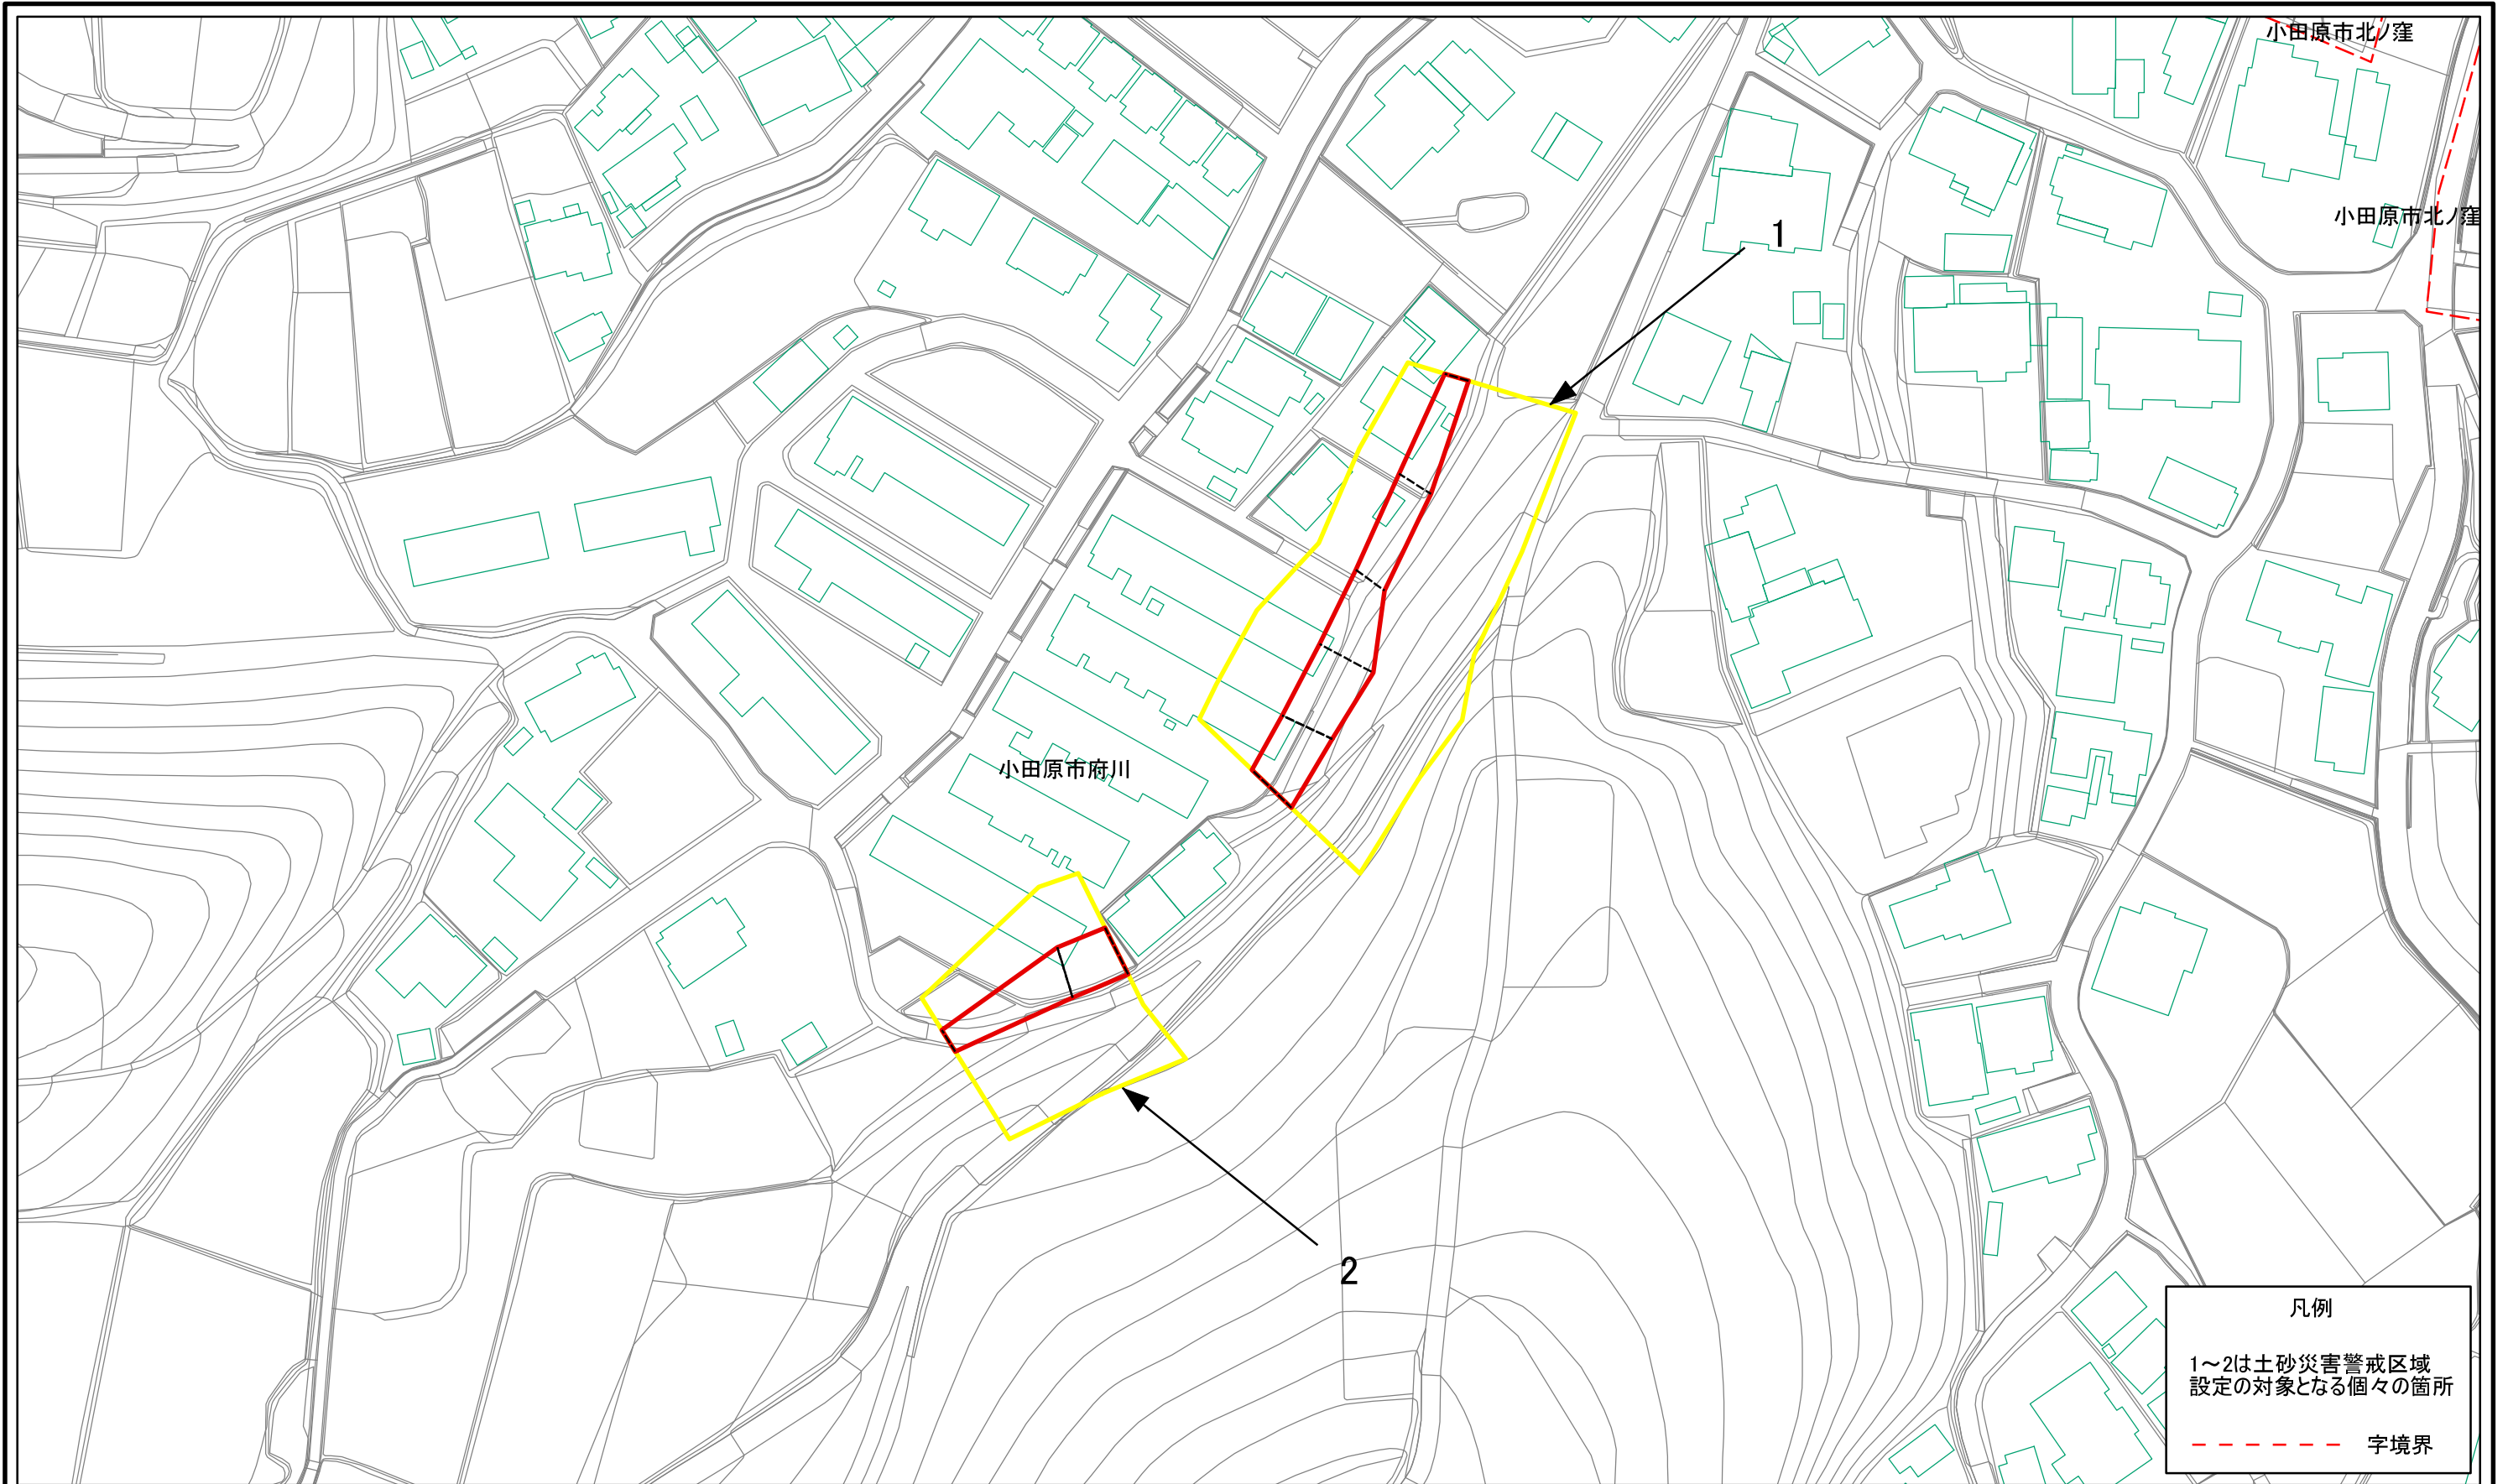 小田原市北ノ窪
小田原市北ノ窪
1
小田原市府川
2
凡例
1～2は土砂災害警戒区域
設定の対象となる個々の箇所
字境界